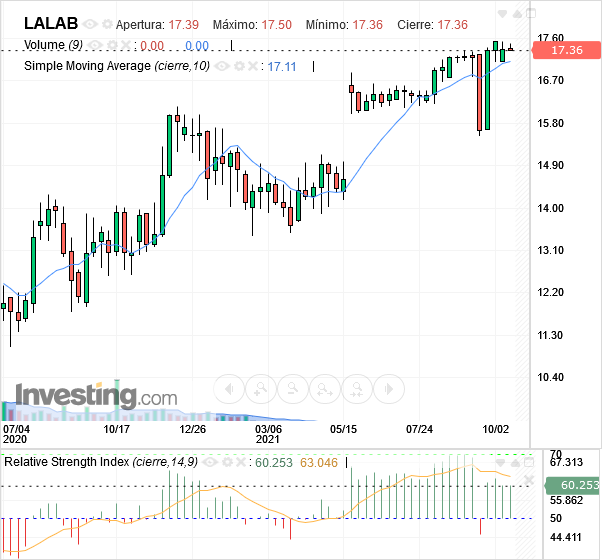 LALAB Apertura: 17.39 Máximo: 17.50 Mínimo: 17.36 Cierre: 17.36
Volume (9) : 0.00 0.00
Simple Moving Average (cierre,10) : 17.11
17.60
17.36
16.70
15.80
14.90
14.00
13.10
12.20
11.30
10.40
Investing.com
07/04 10/17 12/26 03/06 05/15 07/24 10/02
2020 2021
Relative Strength Index (cierre,14,9) : 60.253 63.046
70
67.313
60.253
55.862
50
44.411